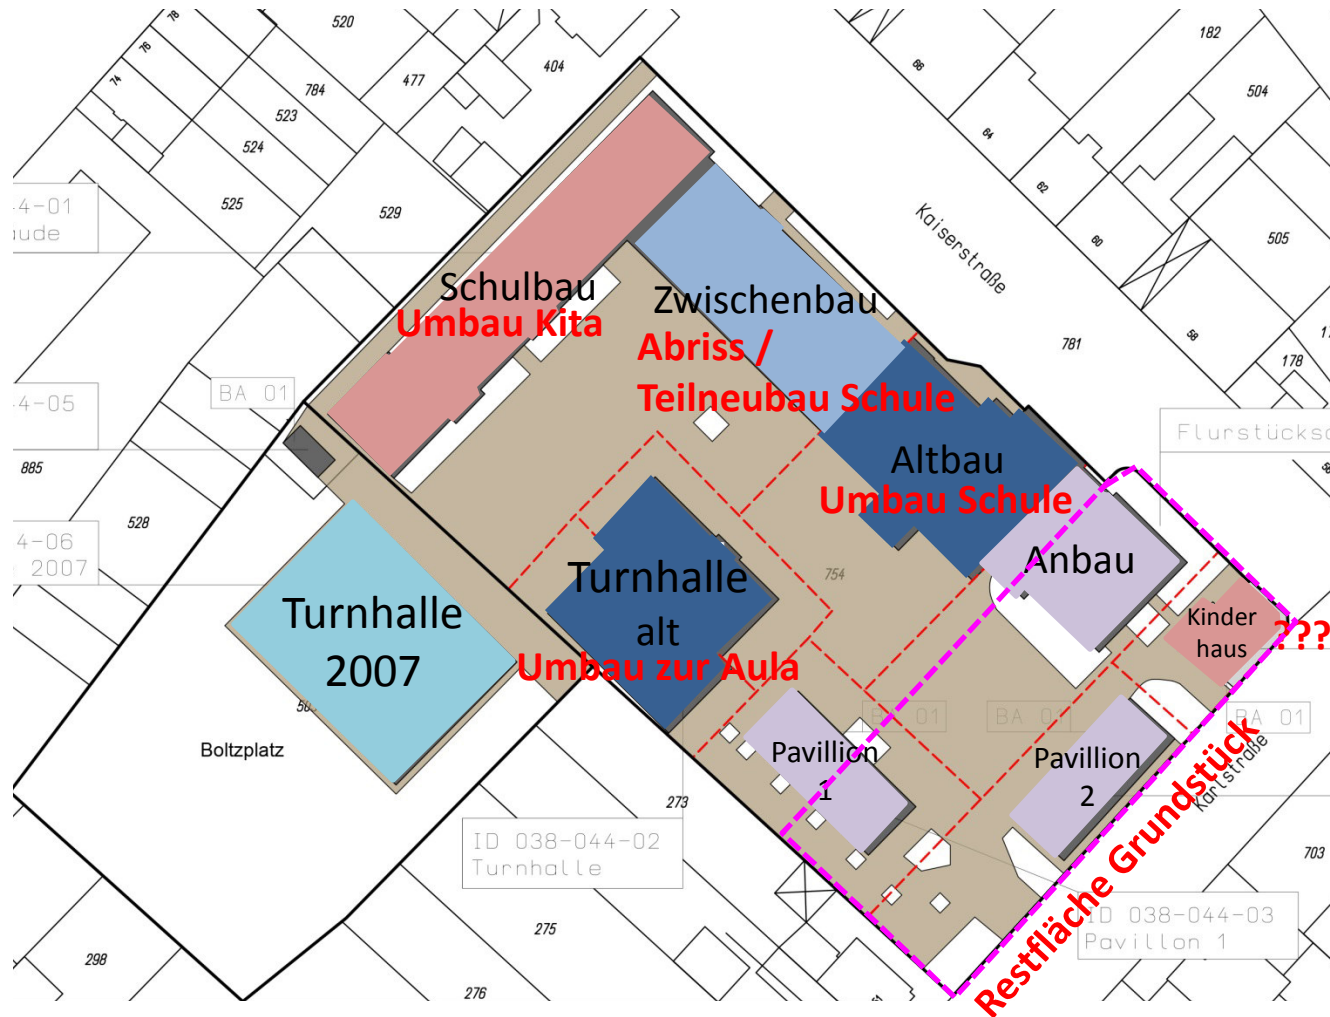 78
520
182
76
404
66
74
477
784
504
523
64
524
62
525
529
Kaiserstraße
505
4-01
60
Schulbau
Umbau Kita
Zwischenbau
Abriss /
Teilneubau Schule
58
781
178
BA 01
4-05
Flurstücks
Altbau
Umbau Schule
885
528
4-06
2007
Anbau
754
Turnhalle
alt
Umbau zur Aula
Turnhalle
2007
Kinder
haus
???
BA 01
BA 01
BA 01
Boltzplatz
Pavillion
1
Pavillion
2
Karlstraße
Restfläche Grundstück
273
ID 038-044-02
Turnhalle
703
275
ID 038-044-03
Pavillon 1
298
276